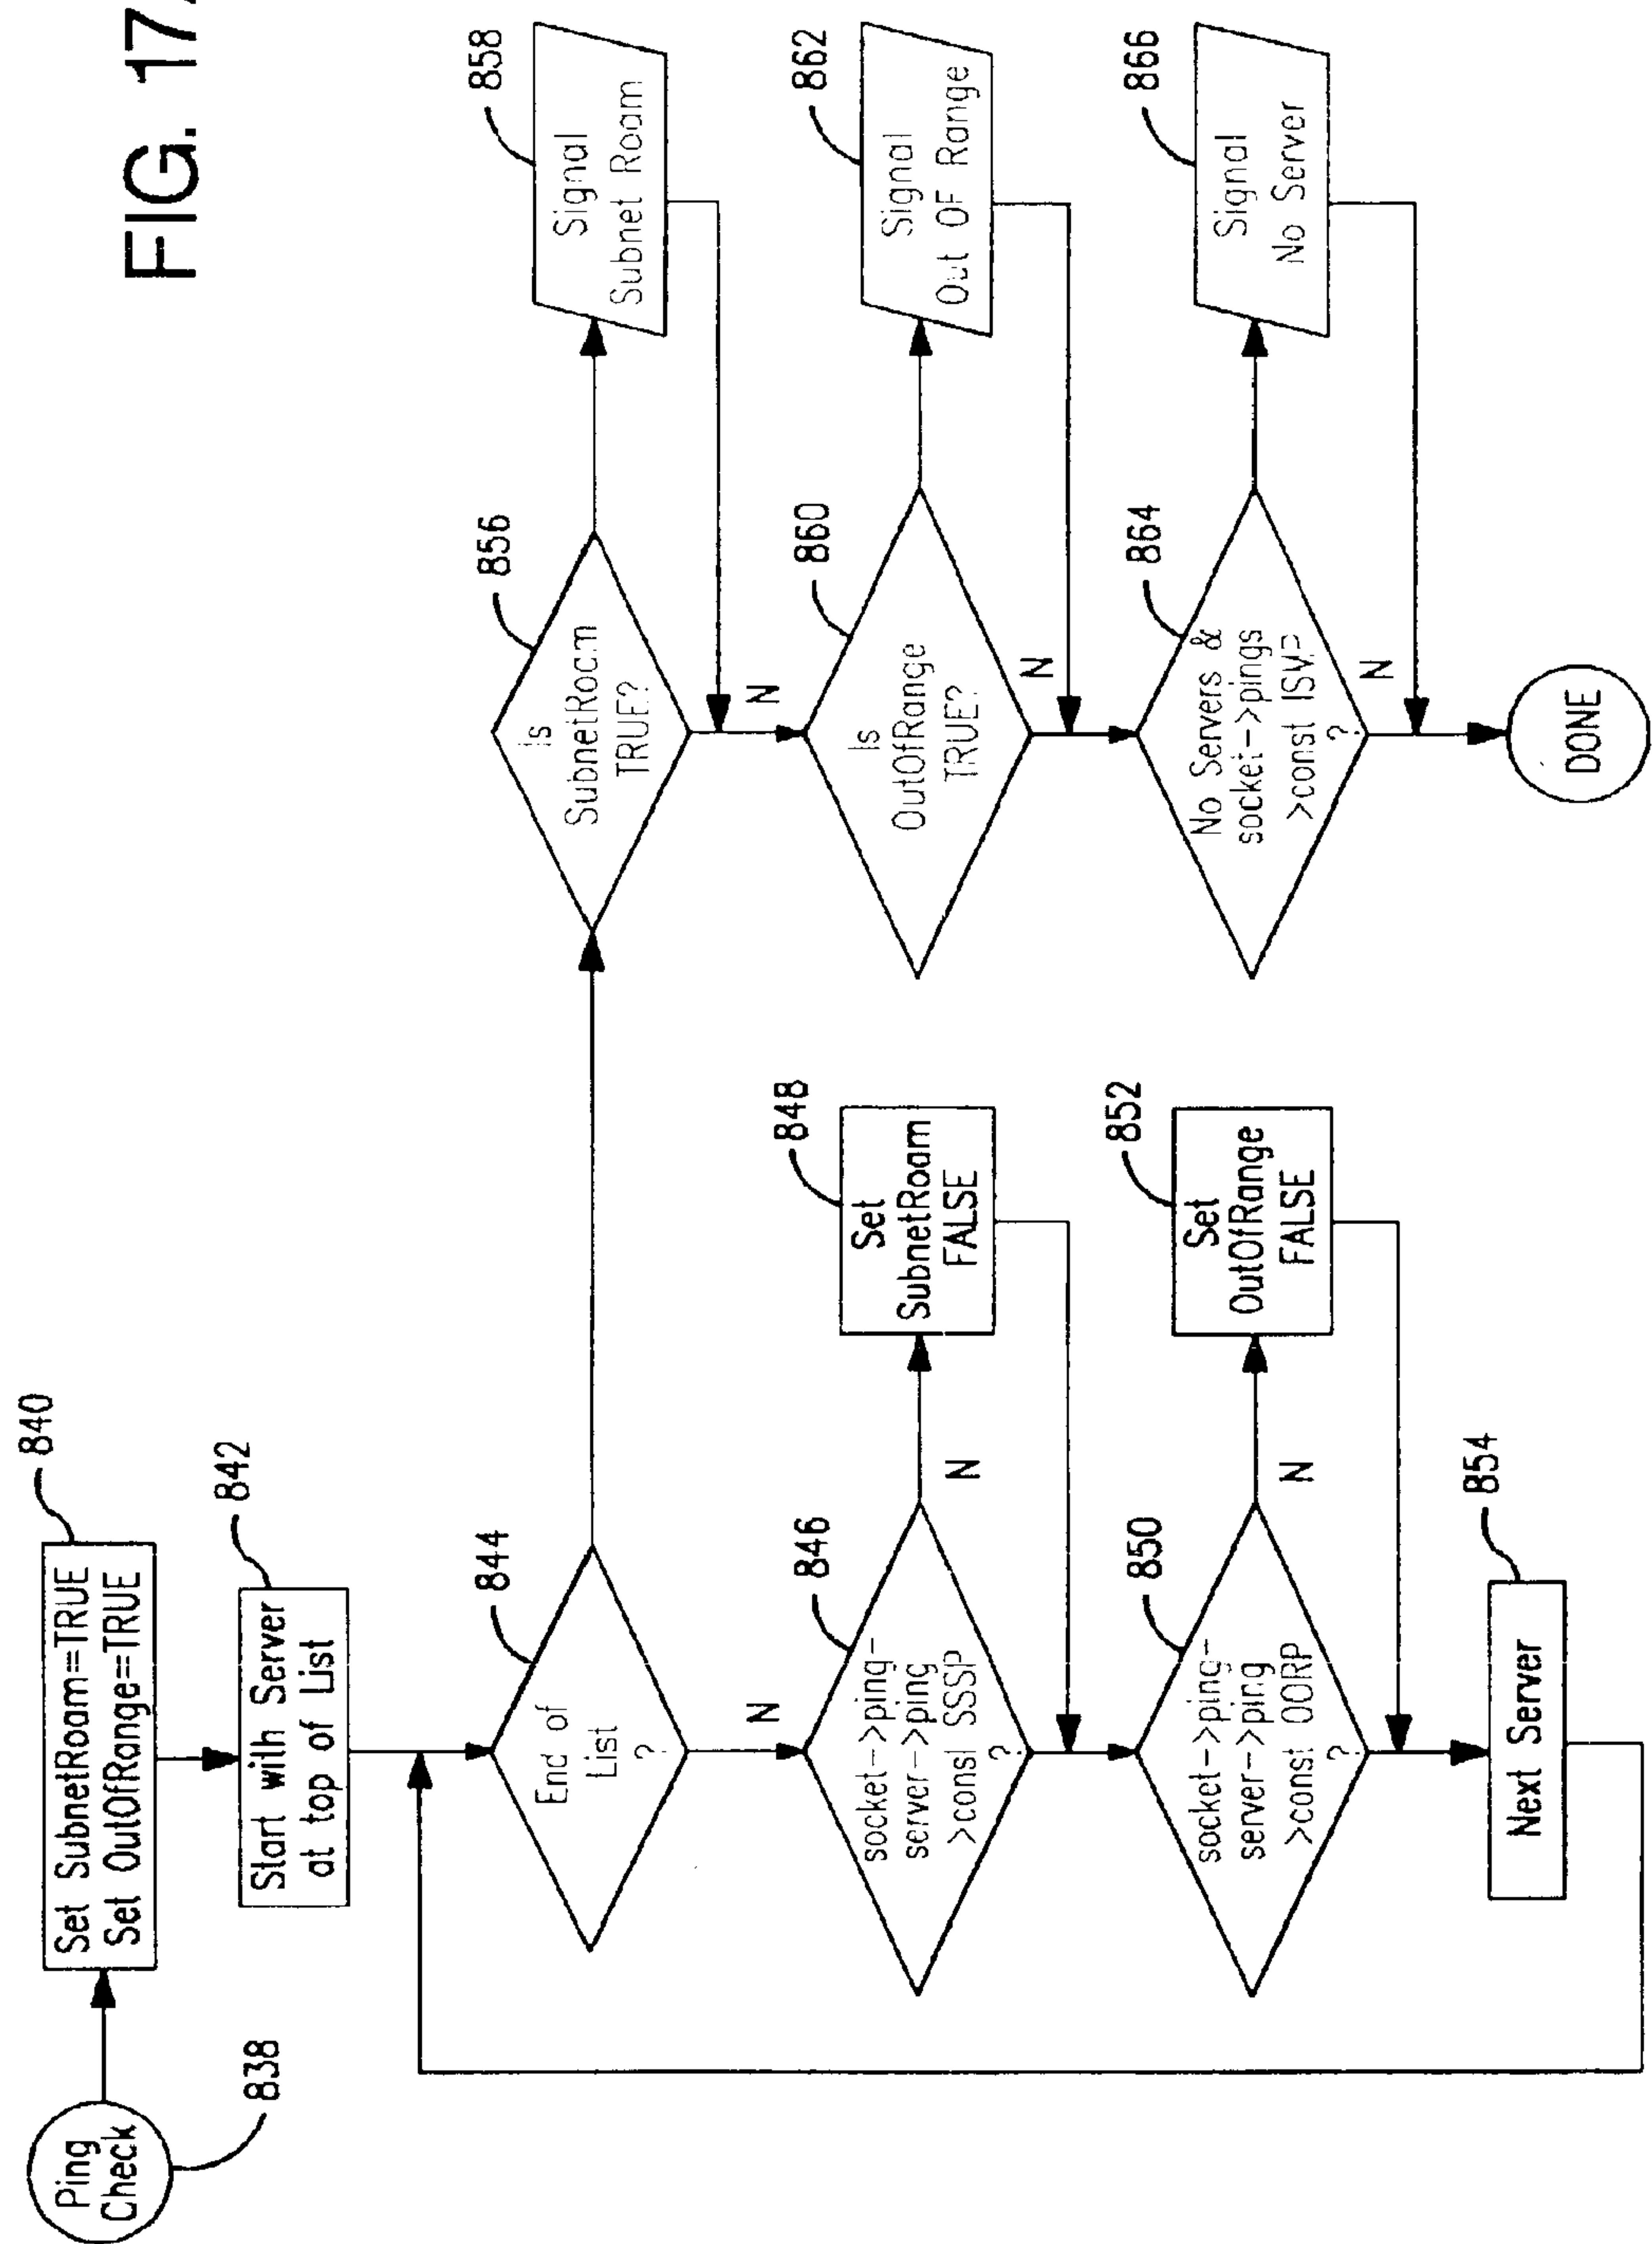 FIG. 17
Ping
Check
838
Set SubnetRoam=TRUE
Set OutOfRange=TRUE
840
Start with Server
at top of List
842
End of
List
?
844
N
socket->ping-
server->ping
>const SSSP
?
846
N
Set
SubnetRoam
FALSE
848
socket->ping-
server->ping
>const OORP
?
850
N
Set
OutOfRange
FALSE
852
Next Server
854
Is
SubnetRoam
TRUE?
856
N
Signal
Subnet Roam
858
Is
OutOfRange
TRUE?
860
N
Signal
Out OF Range
862
No Servers &
socket->pings
>const
?
864
N
Signal
No Server
866
DONE